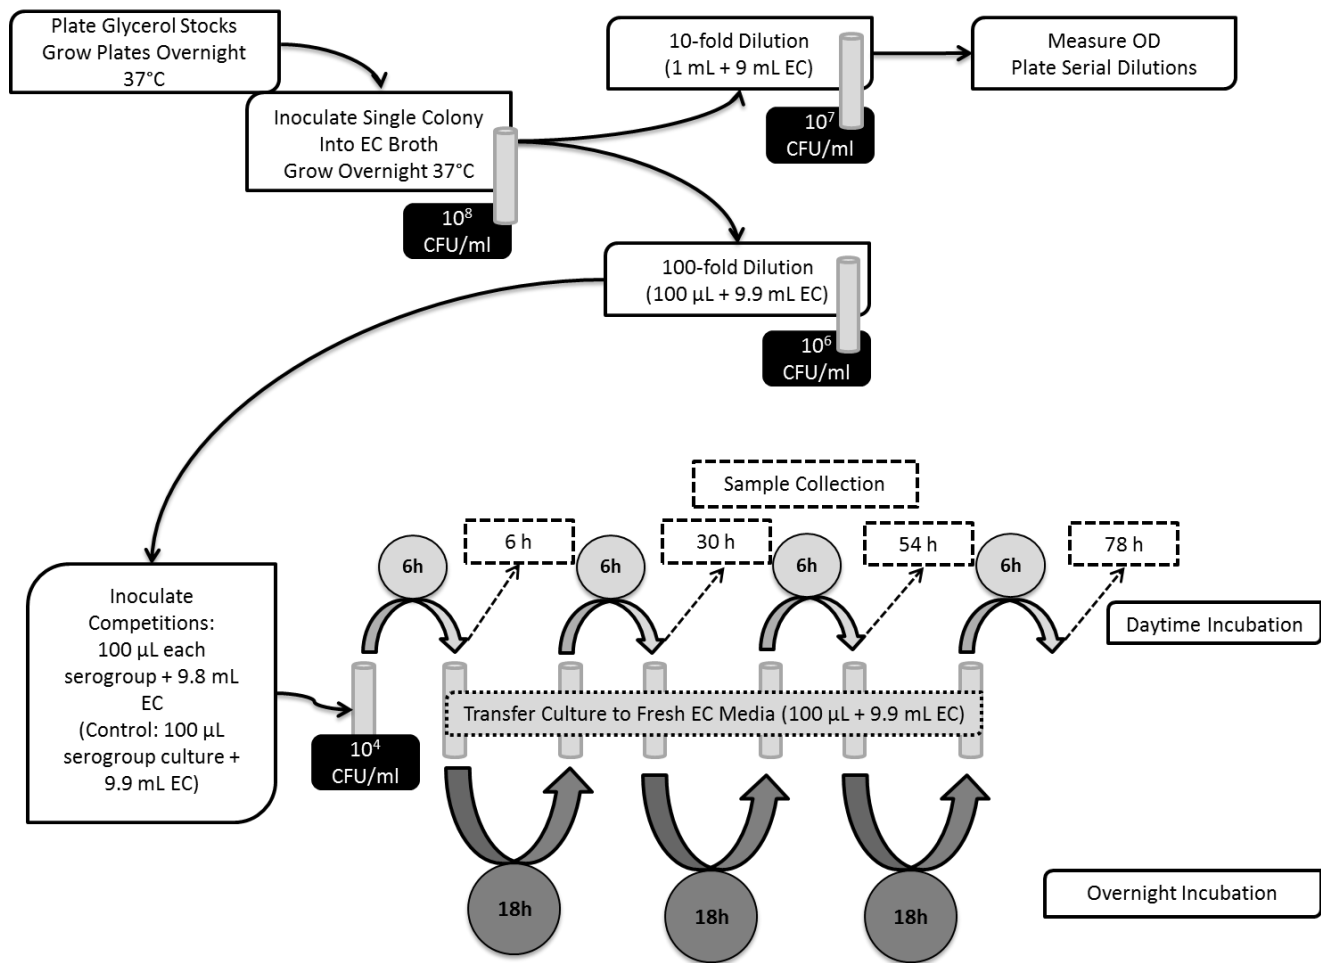 Plate Glycerol Stocks
Grow Plates Overnight
37°C
Inoculate Single Colony
Into EC Broth
Grow Overnight 37°C
10⁸
CFU/ml
10-fold Dilution
(1 mL + 9 mL EC)
10⁷
CFU/ml
Measure OD
Plate Serial Dilutions
100-fold Dilution
(100 µL + 9.9 mL EC)
10⁶
CFU/ml
Inoculate
Competitions:
100 µL each
serogroup + 9.8 mL
EC
(Control: 100 µL
serogroup culture +
9.9 mL EC)
10⁴
CFU/ml
Sample Collection
6h
6 h
6h
30 h
6h
54 h
6h
78 h
Daytime Incubation
Transfer Culture to Fresh EC Media (100 µL + 9.9 mL EC)
18h
18h
18h
Overnight Incubation